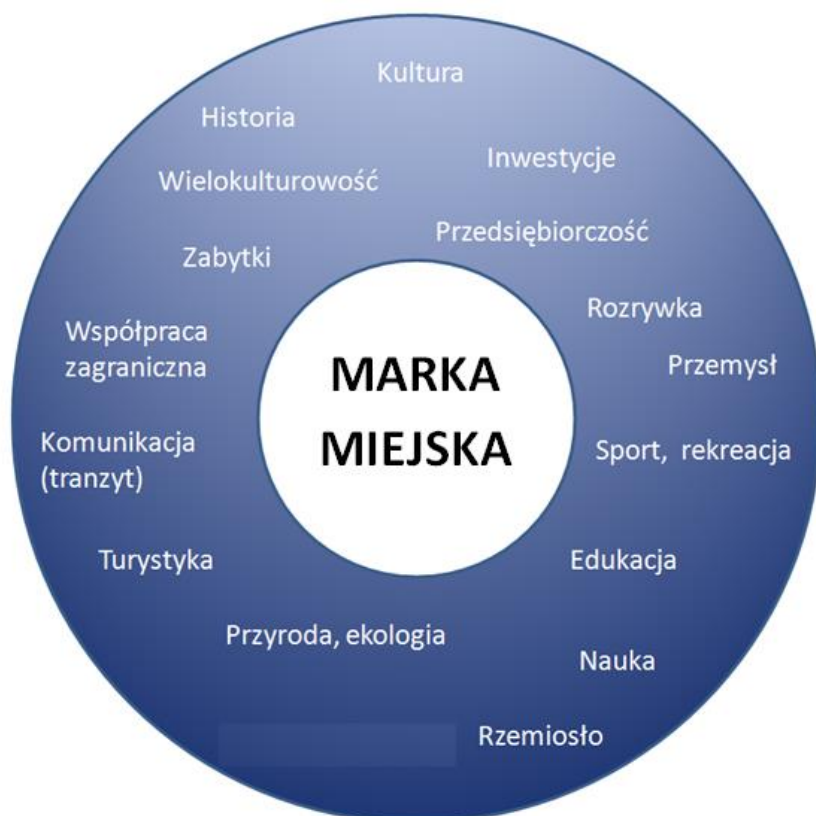 Kultura
Historia
Inwestycje
Wielokulturowość
Przedsiębiorczość
Zabytki
Rozrywka
Współpraca
zagraniczna
Przemysł
MARKA
MIEJSKA
Komunikacja
(tranzyt)
Sport, rekreacja
Turystyka
Edukacja
Przyroda, ekologia
Nauka
Rzemiosło